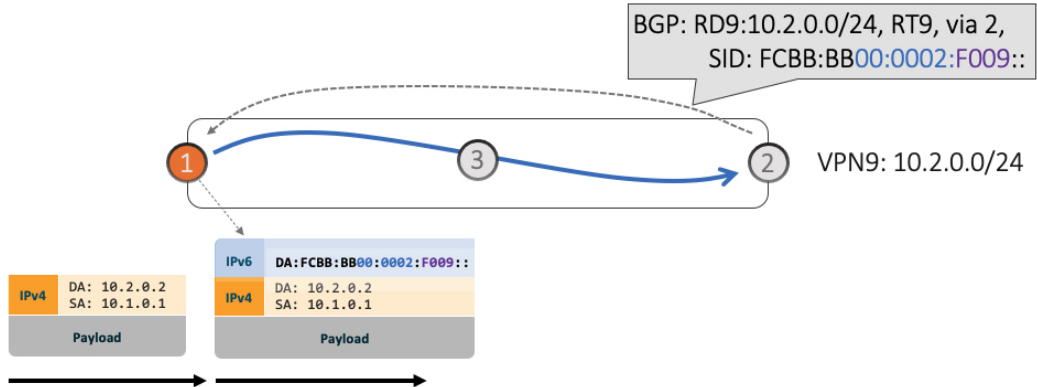 BGP: RD9:10.2.0.0/24, RT9, via 2,
SID: FCBB:BB00:0002:F009::
1
3
2
VPN9: 10.2.0.0/24
IPv6
DA:FCBB:BB00:0002:F009::
IPv4
DA: 10.2.0.2
SA: 10.1.0.1
Payload
IPv4
DA: 10.2.0.2
SA: 10.1.0.1
Payload